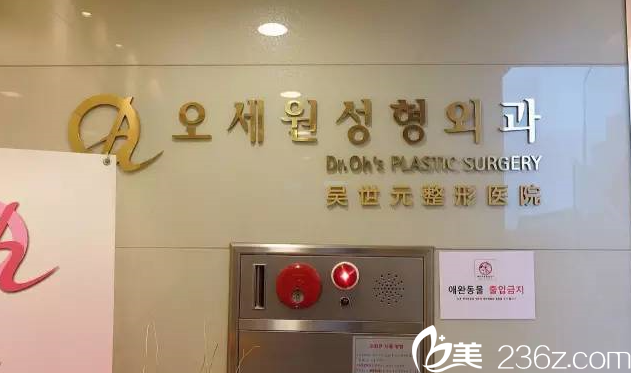 오세원성형외과
Dr.Oh's PLASTIC SURGERY
吴世元整形医院
애완동물 출입금지
美 236z.com